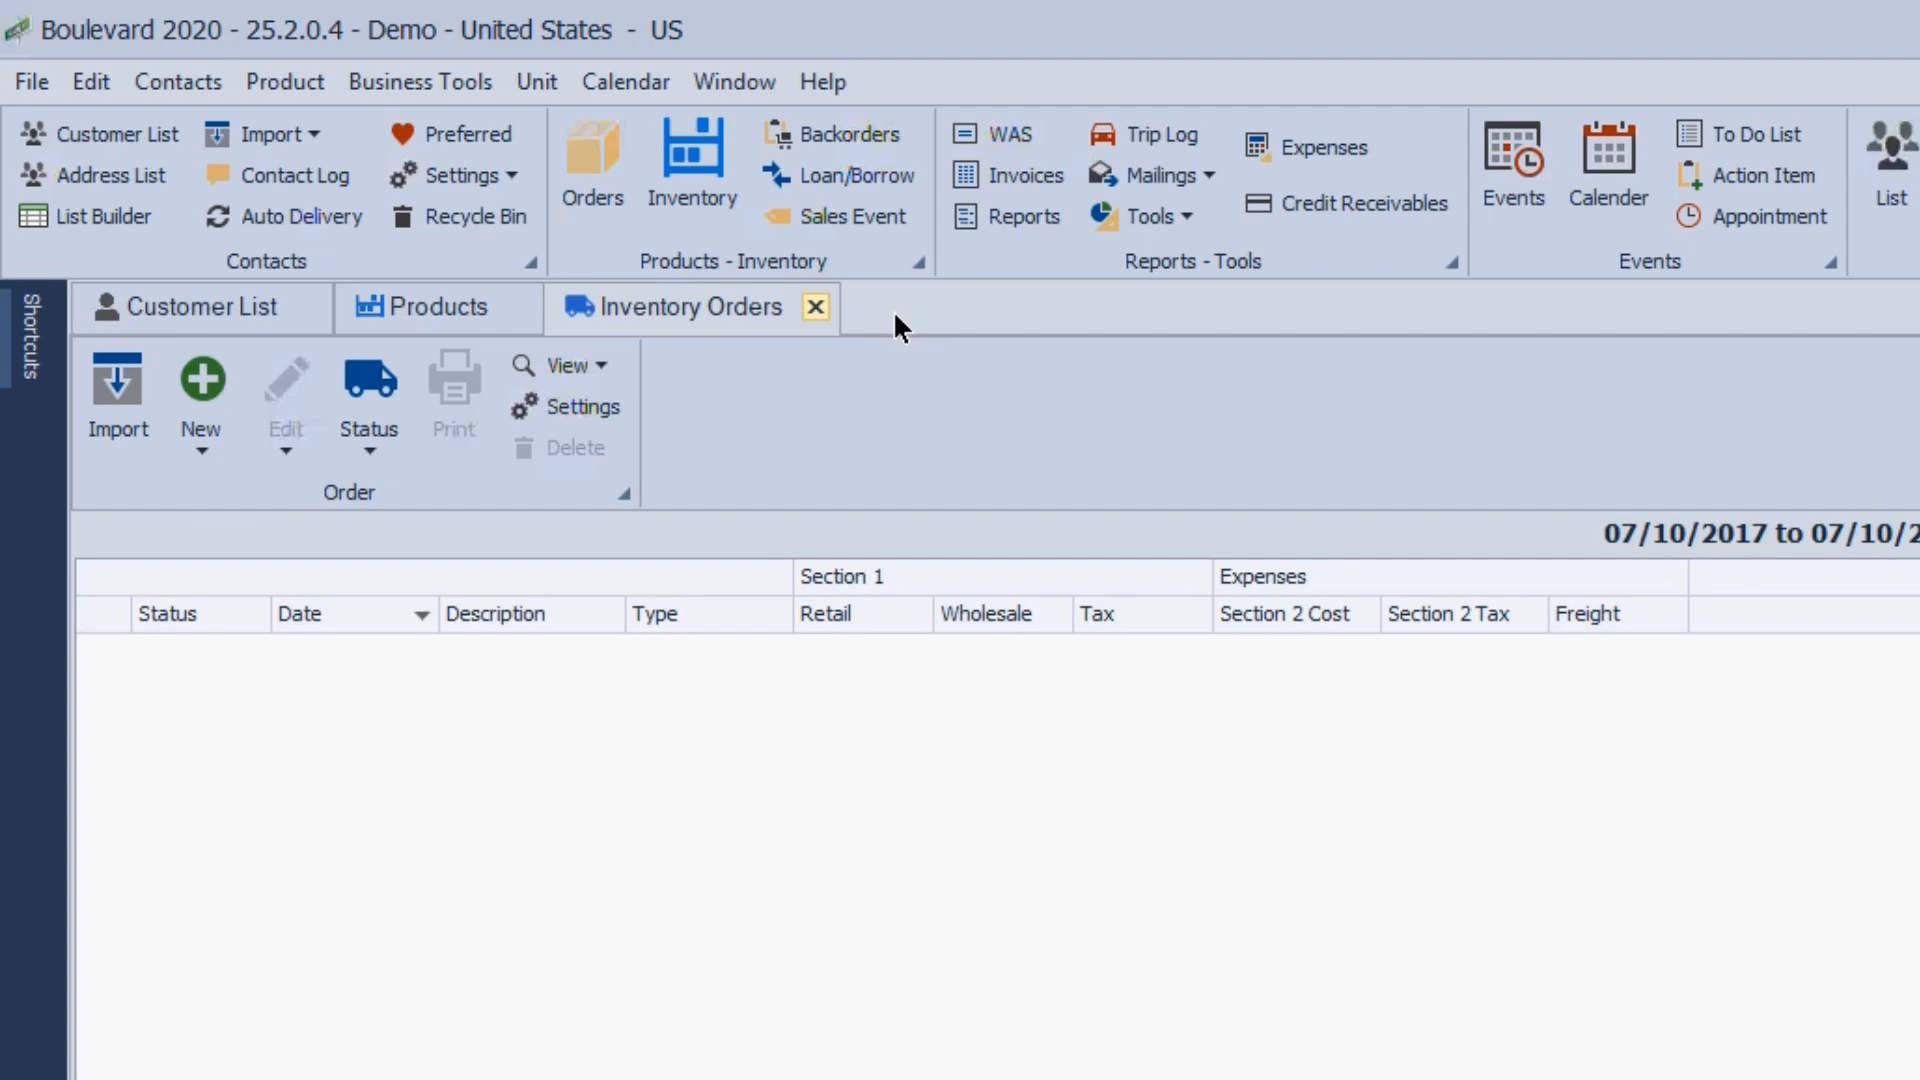 Boulevard 2020 - 25.2.0.4 - Demo - United States - US
File Edit Contacts Product Business Tools Unit Calendar Window Help
Customer List Import Preferred
Address List Contact Log Settings
List Builder Auto Delivery Recycle Bin
Contacts
Orders Inventory
Backorders
Loan/Borrow
Sales Event
Products - Inventory
WAS Trip Log Expenses
Invoices Mailings
Reports Tools Credit Receivables
Reports - Tools
Events Calender
To Do List
Action Item
Appointment
Events
List
Shortcuts
Customer List Products Inventory Orders
Import New Edit Status Print
View
Settings
Delete
Order
07/10/2017 to 07/10/2
Section 1 Expenses
Status Date Description Type Retail Wholesale Tax Section 2 Cost Section 2 Tax Freight